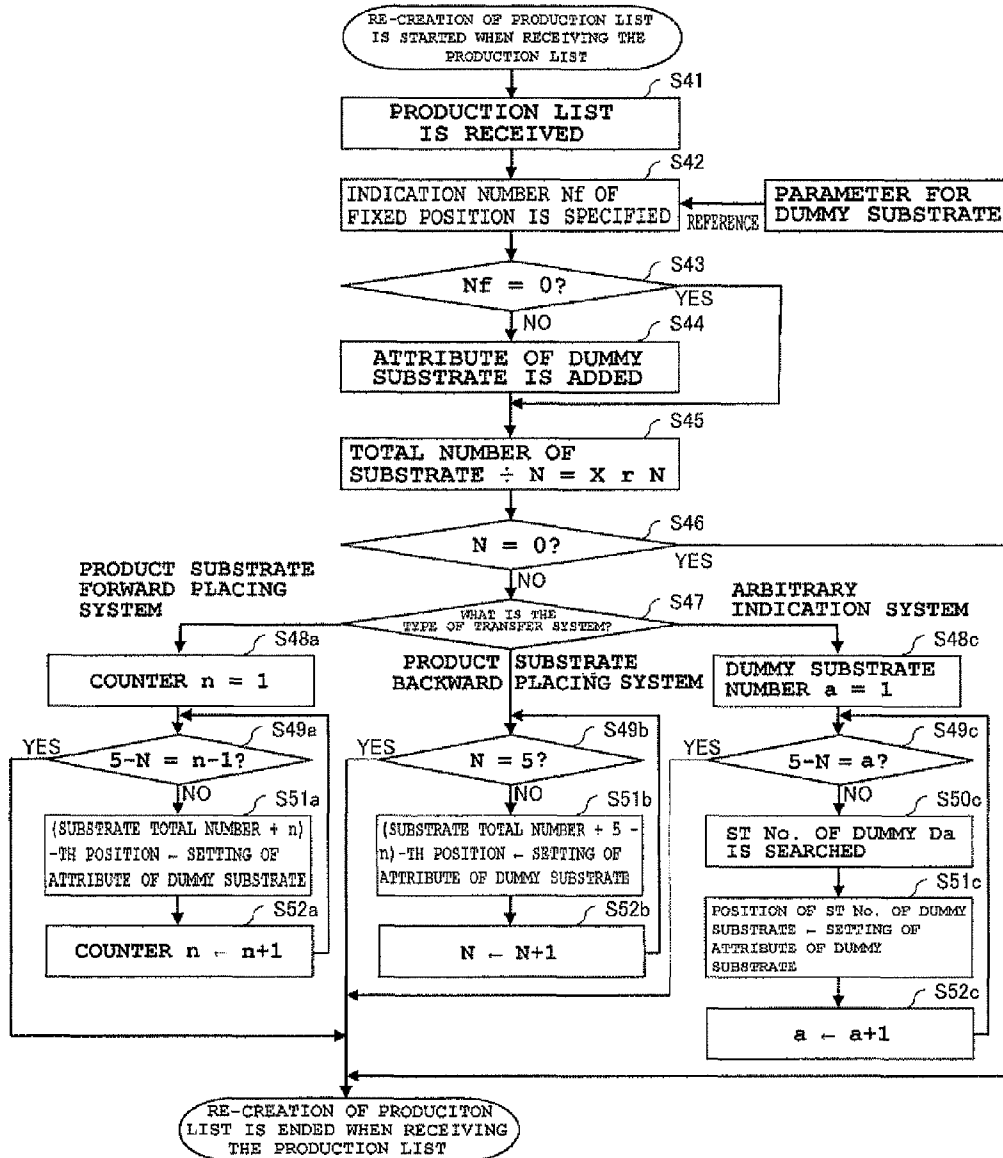 RE-CREATION OF PRODUCTION LIST
IS STARTED WHEN RECEIVING THE
PRODUCTION LIST
S41
PRODUCTION LIST
IS RECEIVED
S42
INDICATION NUMBER Nf OF
FIXED POSITION IS SPECIFIED
REFERENCE
PARAMETER FOR
DUMMY SUBSTRATE
S43
Nf = 0?
YES
NO
S44
ATTRIBUTE OF DUMMY
SUBSTRATE IS ADDED
S45
TOTAL NUMBER OF
SUBSTRATE ÷ N = X r N
S46
N = 0?
YES
NO
S47
WHAT IS THE
TYPE OF TRANSFER SYSTEM?
PRODUCT SUBSTRATE
FORWARD PLACING
SYSTEM
PRODUCT SUBSTRATE
BACKWARD PLACING SYSTEM
ARBITRARY
INDICATION SYSTEM
S48a
COUNTER n = 1
S49a
YES
5-N = n-1?
NO
S51a
(SUBSTRATE TOTAL NUMBER + n)
-TH POSITION ← SETTING OF
ATTRIBUTE OF DUMMY SUBSTRATE
S52a
COUNTER n ← n+1
S49b
YES
N = 5?
NO
S51b
(SUBSTRATE TOTAL NUMBER + 5 -
n)-TH POSITION ← SETTING OF
ATTRIBUTE OF DUMMY SUBSTRATE
S52b
N ← N+1
S48c
DUMMY SUBSTRATE
NUMBER a = 1
S49c
YES
5-N = a?
NO
S50c
ST No. OF DUMMY Da
IS SEARCHED
S51c
POSITION OF ST No. OF DUMMY
SUBSTRATE ← SETTING OF
ATTRIBUTE OF DUMMY
SUBSTRATE
S52c
a ← a+1
RE-CREATION OF PRODUCITON
LIST IS ENDED WHEN RECEIVING
THE PRODUCTION LIST